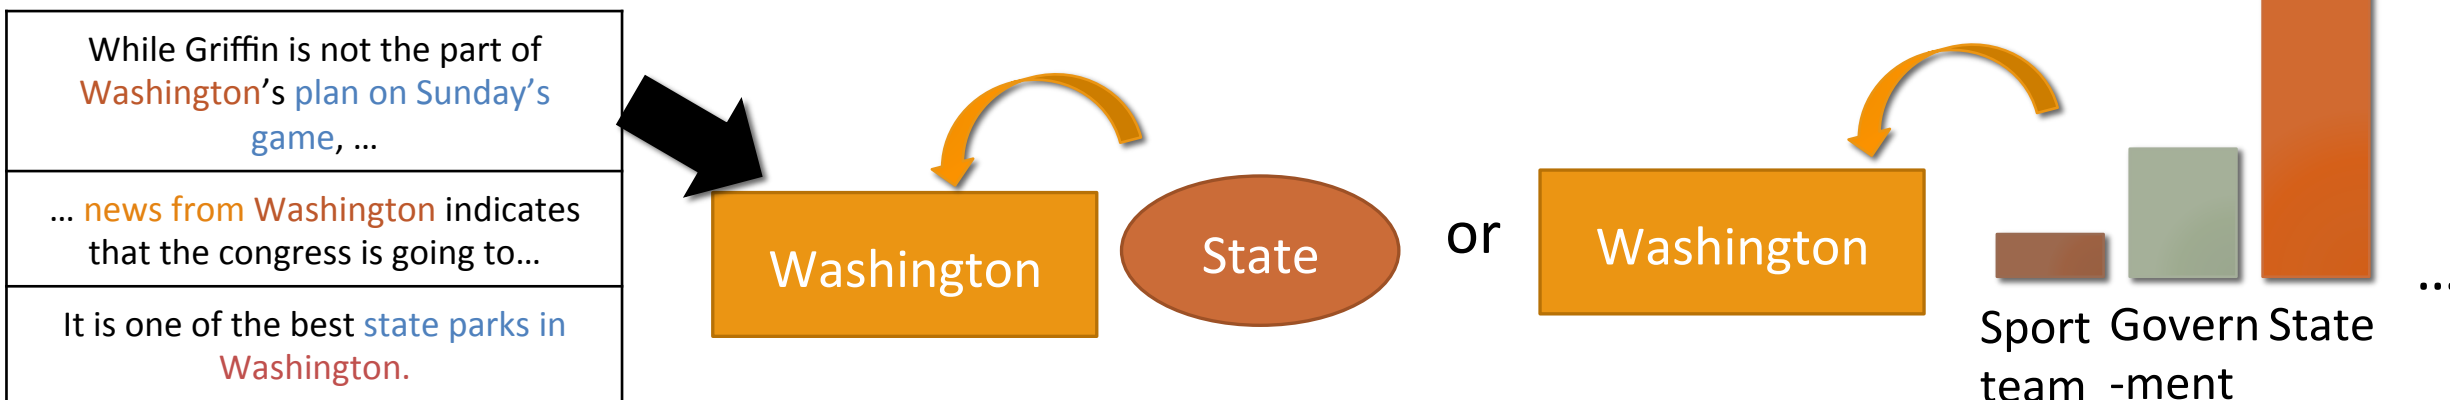 While Griffin is not the part of
Washington’s plan on Sunday’s
game, …
… news from Washington indicates
that the congress is going to…
It is one of the best state parks in
Washington.
Washington
State
or
Washington
Sport
team
Govern
-ment
State
…